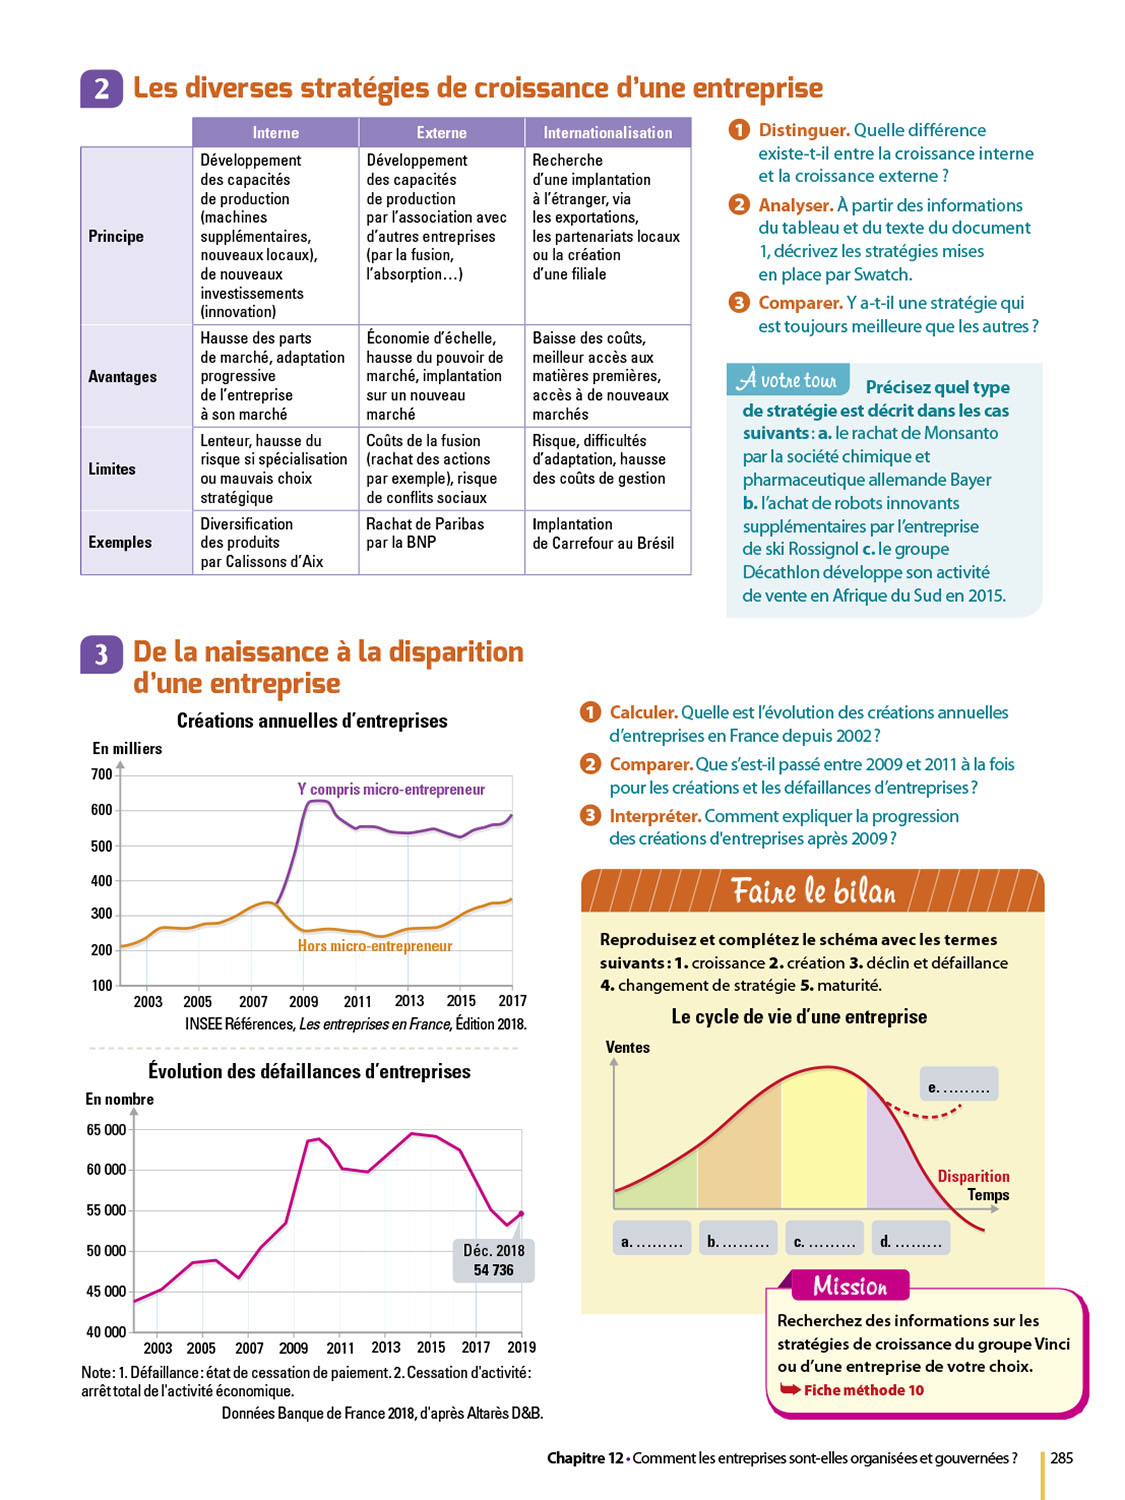 2 Les diverses stratégies de croissance d'une entreprise
Interne Externe Internationalisation
Principe
Développement
des capacités
de production
(machines
supplémentaires,
nouveaux locaux),
de nouveaux
investissements
(innovation)
Développement
des capacités
de production
par l'association avec
d'autres entreprises
(par la fusion,
l'absorption…)
Recherche
d'une implantation
à l'étranger, via
les exportations,
les partenariats locaux
ou la création
d'une filiale
Avantages
Hausse des parts
de marché, adaptation
progressive
de l'entreprise
à son marché
Économie d'échelle,
hausse du pouvoir de
marché, implantation
sur un nouveau
marché
Baisse des coûts,
meilleur accès aux
matières premières,
accès à de nouveaux
marchés
Limites
Lenteur, hausse du
risque si spécialisation
ou mauvais choix
stratégique
Coûts de la fusion
(rachat des actions
par exemple), risque
de conflits sociaux
Risque, difficultés
d'adaptation, hausse
des coûts de gestion
Exemples
Diversification
des produits
par Calissons d'Aix
Rachat de Paribas
par la BNP
Implantation
de Carrefour au Brésil
1 Distinguer. Quelle différence
existe-t-il entre la croissance interne
et la croissance externe ?
2 Analyser. À partir des informations
du tableau et du texte du document
1, décrivez les stratégies mises
en place par Swatch.
3 Comparer. Y a-t-il une stratégie qui
est toujours meilleure que les autres ?
À votre tour Précisez quel type
de stratégie est décrit dans les cas
suivants : a. le rachat de Monsanto
par la société chimique et
pharmaceutique allemande Bayer
b. l'achat de robots innovants
supplémentaires par l'entreprise
de ski Rossignol c. le groupe
Décathlon développe son activité
de vente en Afrique du Sud en 2015.
3 De la naissance à la disparition
d'une entreprise
Créations annuelles d'entreprises
En milliers
700
600
500
400
300
200
100
Y compris micro-entrepreneur
Hors micro-entrepreneur
2003 2005 2007 2009 2011 2013 2015 2017
INSEE Références, Les entreprises en France, Édition 2018.
Évolution des défaillances d'entreprises
En nombre
65 000
60 000
55 000
50 000
45 000
40 000
Déc. 2018
54 736
2003 2005 2007 2009 2011 2013 2015 2017 2019
Note : 1. Défaillance : état de cessation de paiement. 2. Cessation d'activité :
arrêt total de l'activité économique.
Données Banque de France 2018, d'après Altarès D&B.
1 Calculer. Quelle est l'évolution des créations annuelles
d'entreprises en France depuis 2002 ?
2 Comparer. Que s'est-il passé entre 2009 et 2011 à la fois
pour les créations et les défaillances d'entreprises ?
3 Interpréter. Comment expliquer la progression
des créations d'entreprises après 2009 ?
Faire le bilan
Reproduisez et complétez le schéma avec les termes
suivants : 1. croissance 2. création 3. déclin et défaillance
4. changement de stratégie 5. maturité.
Le cycle de vie d'une entreprise
Ventes
e. ..........
Disparition
Temps
a. .......... b. .......... c. .......... d. ..........
Mission
Recherchez des informations sur les
stratégies de croissance du groupe Vinci
ou d'une entreprise de votre choix.
➥ Fiche méthode 10
Chapitre 12 • Comment les entreprises sont-elles organisées et gouvernées ? 285